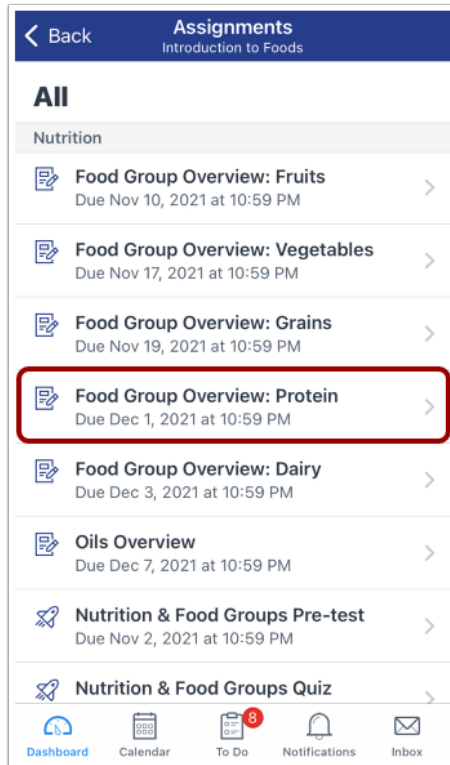 Back
Assignments
Introduction to Foods
All
Nutrition
Food Group Overview: Fruits
Due Nov 10, 2021 at 10:59 PM
Food Group Overview: Vegetables
Due Nov 17, 2021 at 10:59 PM
Food Group Overview: Grains
Due Nov 19, 2021 at 10:59 PM
Food Group Overview: Protein
Due Dec 1, 2021 at 10:59 PM
Food Group Overview: Dairy
Due Dec 3, 2021 at 10:59 PM
Oils Overview
Due Dec 7, 2021 at 10:59 PM
Nutrition & Food Groups Pre-test
Due Nov 2, 2021 at 10:59 PM
Nutrition & Food Groups Quiz
8
Dashboard Calendar To Do Notifications Inbox